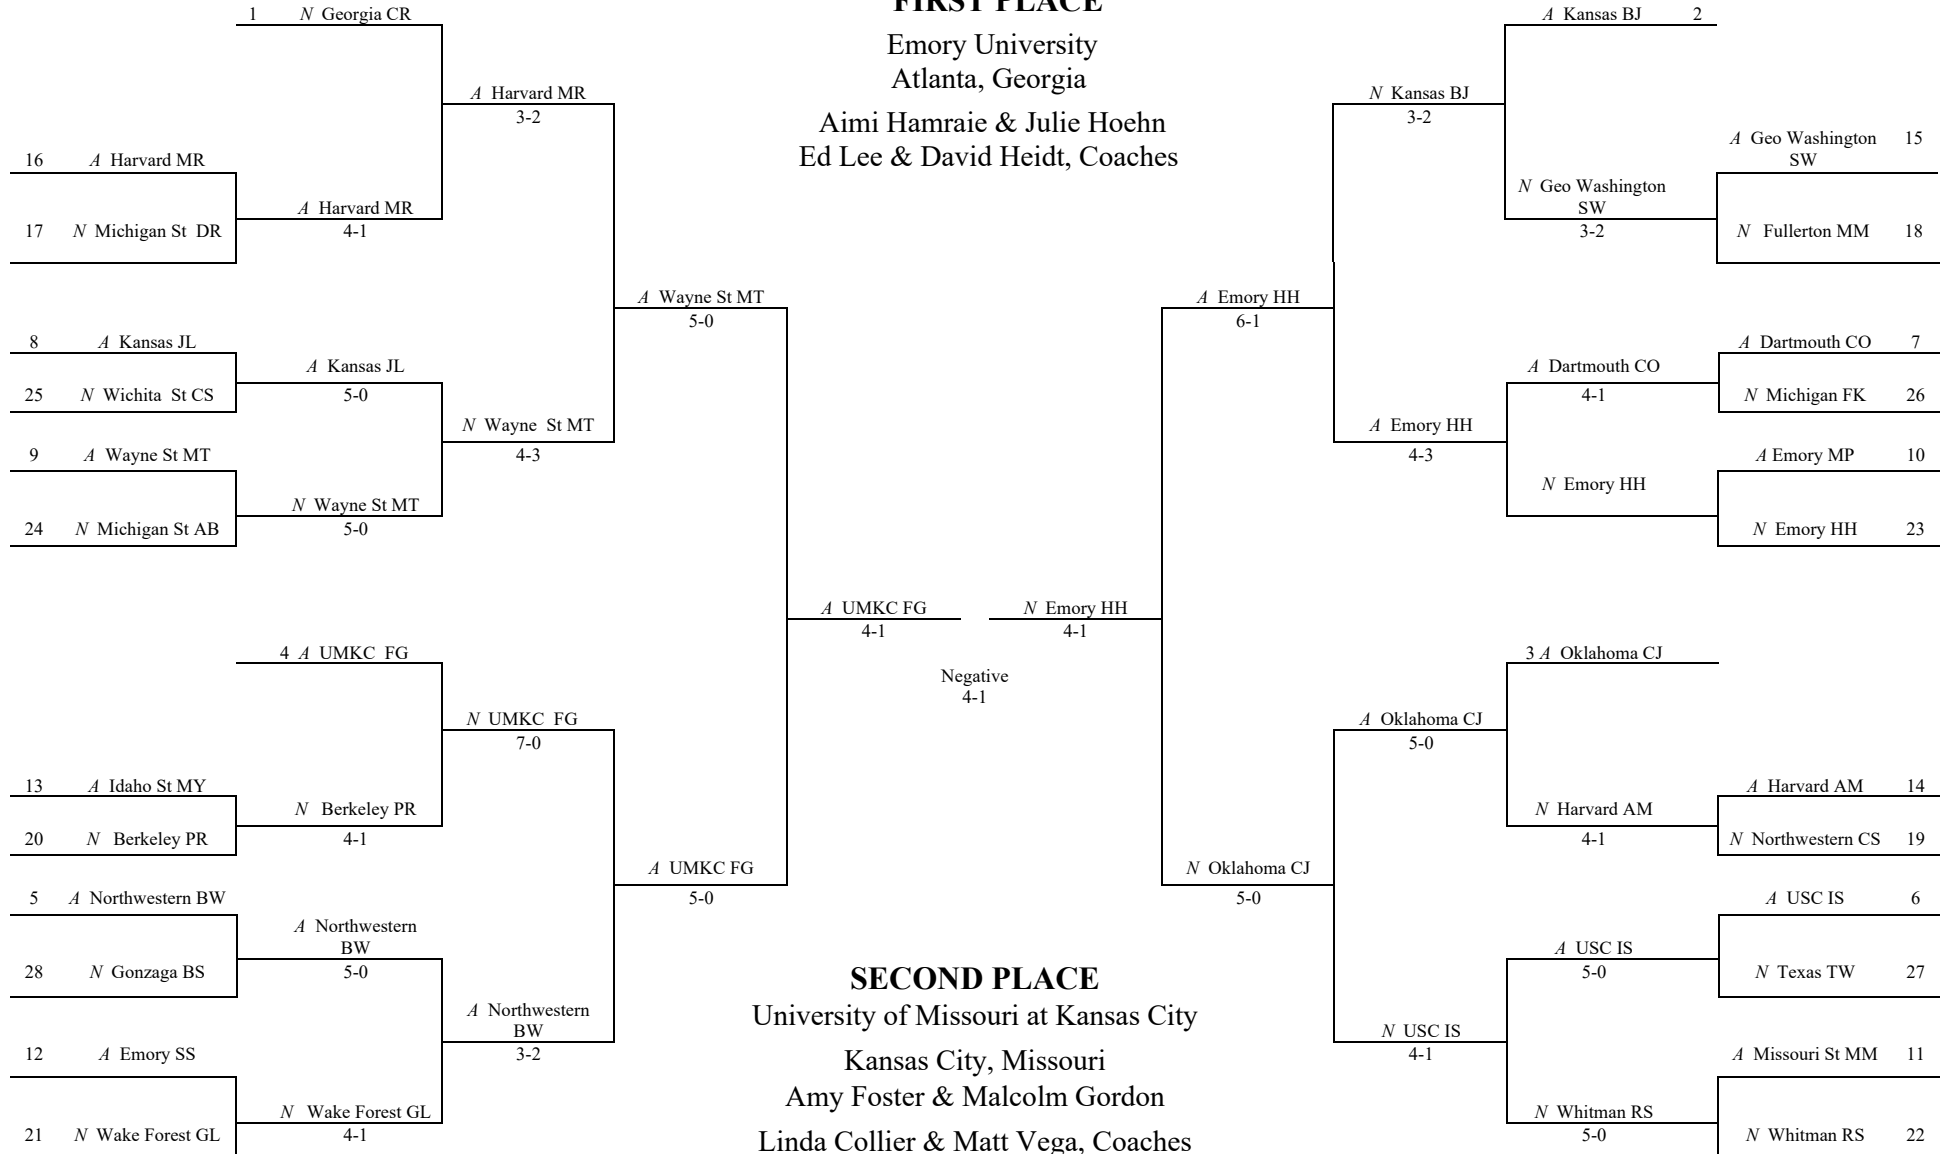 1 N Georgia CR
A Harvard MR
3-2
16 A Harvard MR
A Harvard MR
4-1
17 N Michigan St DR
A Wayne St MT
5-0
8 A Kansas JL
A Kansas JL
5-0
25 N Wichita St CS
N Wayne St MT
4-3
9 A Wayne St MT
N Wayne St MT
5-0
24 N Michigan St AB
A UMKC FG
4-1
4 A UMKC FG
N UMKC FG
7-0
13 A Idaho St MY
N Berkeley PR
4-1
20 N Berkeley PR
A UMKC FG
5-0
5 A Northwestern BW
A Northwestern
BW
5-0
28 N Gonzaga BS
A Northwestern
BW
3-2
12 A Emory SS
N Wake Forest GL
4-1
21 N Wake Forest GL
FIRST PLACE
Emory University
Atlanta, Georgia
Aimi Hamraie & Julie Hoehn
Ed Lee & David Heidt, Coaches
N Emory HH
4-1
Negative
4-1
SECOND PLACE
University of Missouri at Kansas City
Kansas City, Missouri
Amy Foster & Malcolm Gordon
Linda Collier & Matt Vega, Coaches
A Kansas BJ 2
N Kansas BJ
3-2
A Geo Washington 15
SW
N Geo Washington
SW
3-2
N Fullerton MM 18
A Emory HH
6-1
A Dartmouth CO 7
A Dartmouth CO
4-1
N Michigan FK 26
A Emory HH
4-3
A Emory MP 10
N Emory HH
N Emory HH 23
3 A Oklahoma CJ
A Oklahoma CJ
5-0
A Harvard AM 14
N Harvard AM
4-1
N Northwestern CS 19
N Oklahoma CJ
5-0
A USC IS 6
A USC IS
5-0
N Texas TW 27
N USC IS
4-1
A Missouri St MM 11
N Whitman RS
5-0
N Whitman RS 22